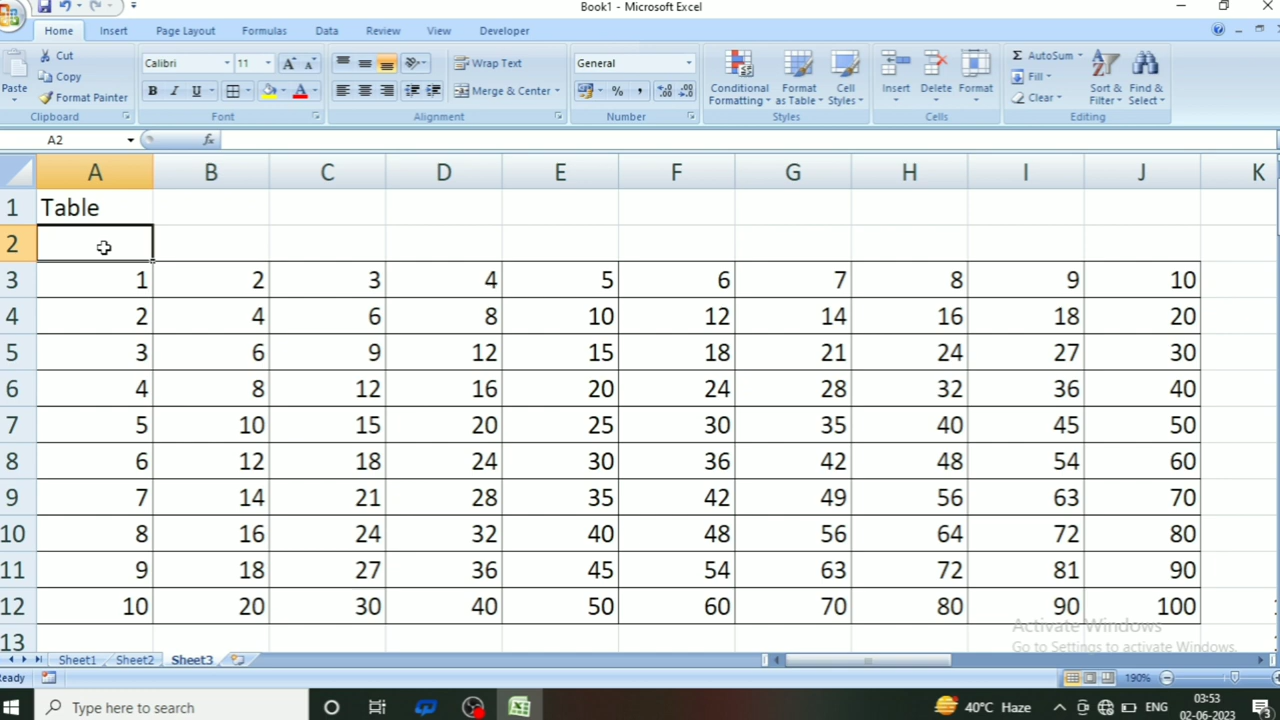 Book1 - Microsoft Excel
Home Insert Page Layout Formulas Data Review View Developer
Paste Cut Copy Format Painter
Calibri 11
B I U
Wrap Text
Merge & Center
General
% ,
Conditional Formatting Format as Table Cell Styles
Insert Delete Format
Σ AutoSum Fill Clear
Sort & Filter Find & Select
Clipboard Font Alignment Number Styles Cells Editing
A2 fx
A B C D E F G H I J K
1 Table
2
3 1 2 3 4 5 6 7 8 9 10
4 2 4 6 8 10 12 14 16 18 20
5 3 6 9 12 15 18 21 24 27 30
6 4 8 12 16 20 24 28 32 36 40
7 5 10 15 20 25 30 35 40 45 50
8 6 12 18 24 30 36 42 48 54 60
9 7 14 21 28 35 42 49 56 63 70
10 8 16 24 32 40 48 56 64 72 80
11 9 18 27 36 45 54 63 72 81 90
12 10 20 30 40 50 60 70 80 90 100
13
Activate Windows
Go to Settings to activate Windows.
Sheet1 Sheet2 Sheet3
eady 190%
Type here to search
40°C Haze ENG
03:53
02-06-2023
3